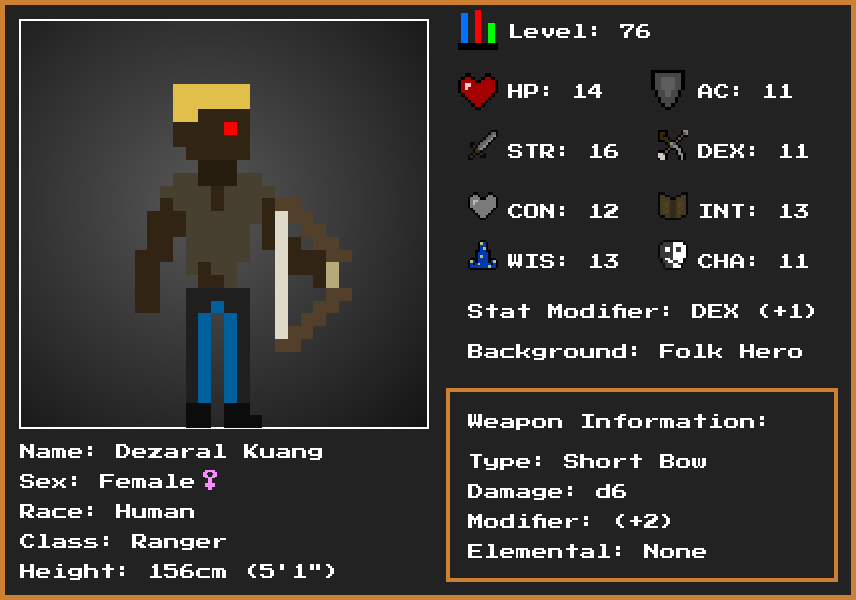 Level: 76
HP: 14
AC: 11
STR: 16
DEX: 11
CON: 12
INT: 13
WIS: 13
CHA: 11
Stat Modifier: DEX (+1)
Background: Folk Hero
Weapon Information:
Type: Short Bow
Damage: d6
Modifier: (+2)
Elemental: None
Name: Dezaral Kuang
Sex: Female♀
Race: Human
Class: Ranger
Height: 156cm (5'1")